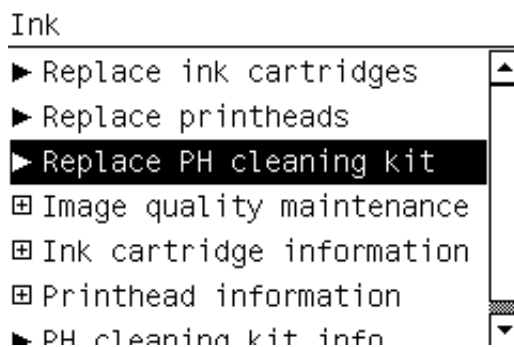 Ink
Replace ink cartridges
Replace printheads
Replace PH cleaning kit
Image quality maintenance
Ink cartridge information
Printhead information
PH cleaning kit info